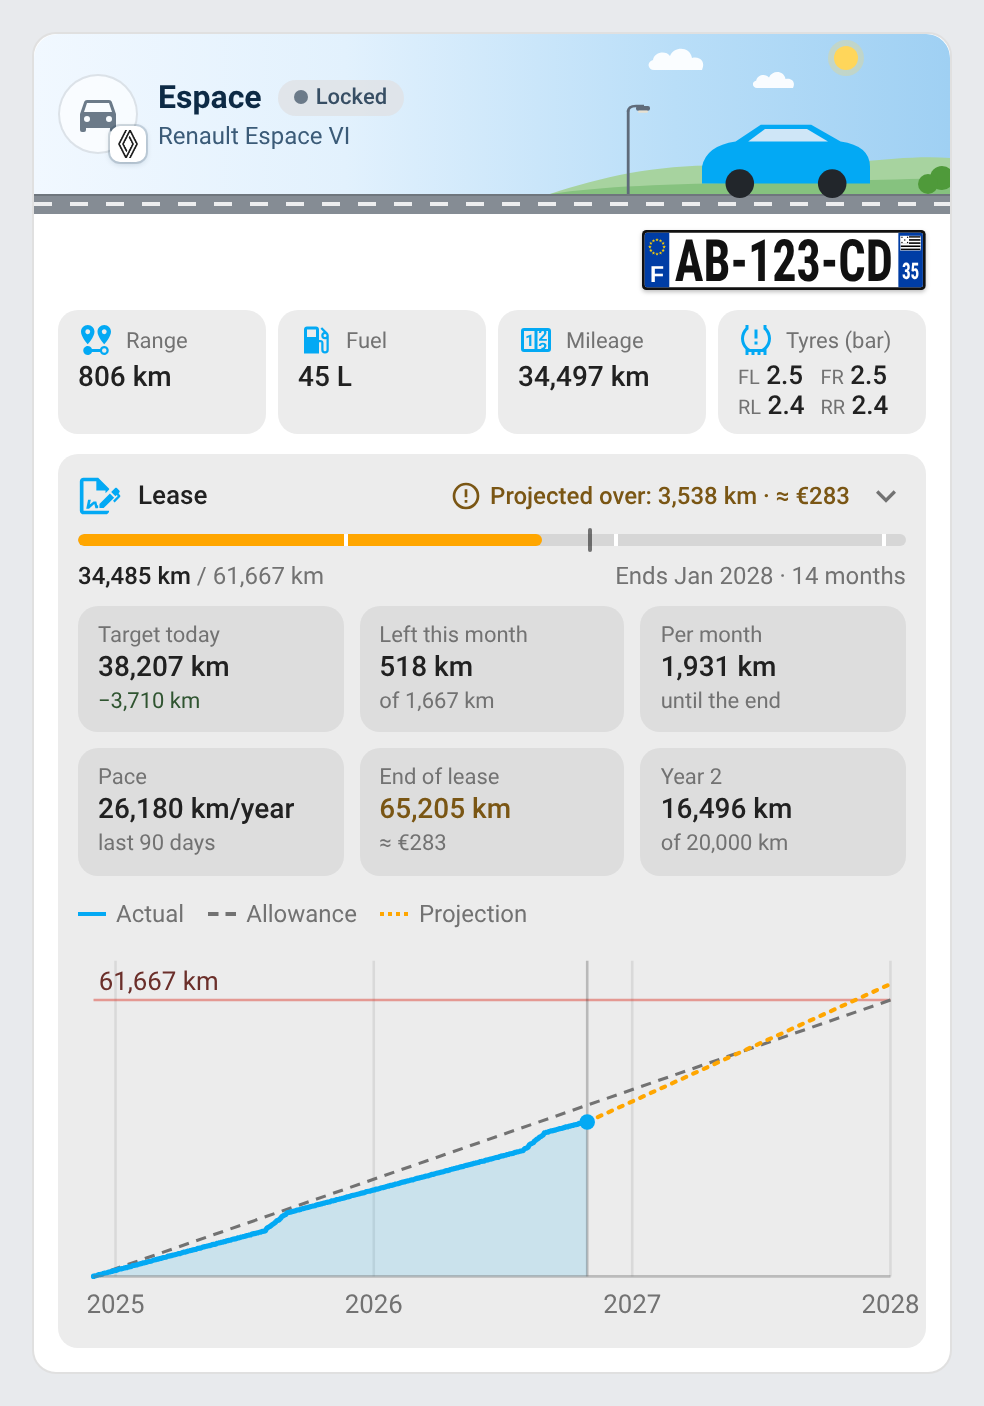 Espace Locked
Renault Espace VI
F AB-123-CD 35
Range
806 km
Fuel
45 L
Mileage
34,497 km
Tyres (bar)
FL 2.5 FR 2.5
RL 2.4 RR 2.4
Lease Projected over: 3,538 km · ≈ €283
34,485 km / 61,667 km Ends Jan 2028 · 14 months
Target today
38,207 km
−3,710 km
Left this month
518 km
of 1,667 km
Per month
1,931 km
until the end
Pace
26,180 km/year
last 90 days
End of lease
65,205 km
≈ €283
Year 2
16,496 km
of 20,000 km
Actual Allowance Projection
61,667 km
2025 2026 2027 2028